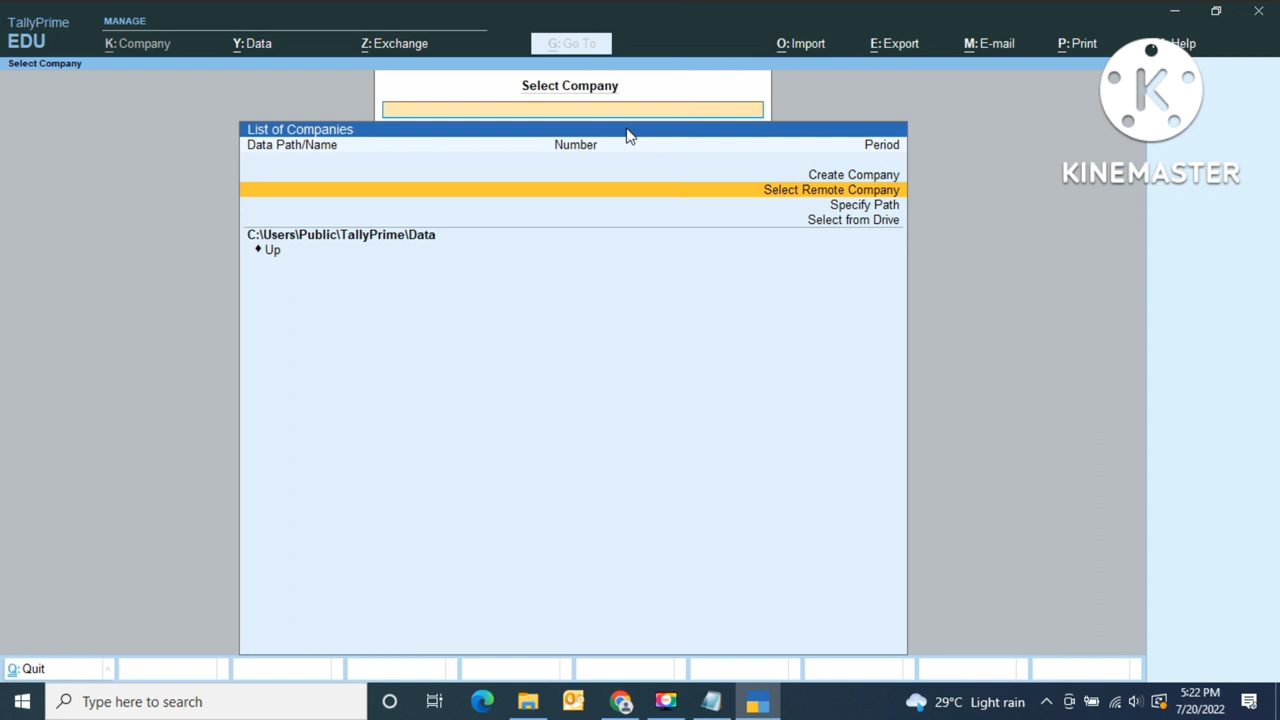 TallyPrime
EDU
MANAGE
K: Company
Y: Data
Z: Exchange
G: Go To
O: Import
E: Export
M: E-mail
P: Print
Help
Select Company
Select Company
K
KINEMASTER
List of Companies
Data Path/Name
Number
Period
Create Company
Select Remote Company
Specify Path
Select from Drive
C:\Users\Public\TallyPrime\Data
♦ Up
Q: Quit
Type here to search
29°C Light rain
5:22 PM
7/20/2022